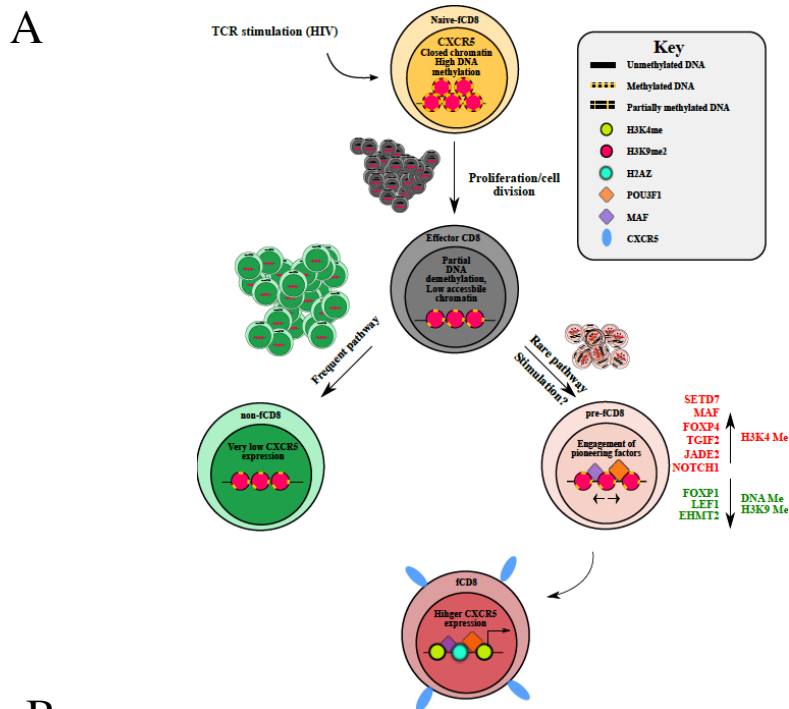 A
TCR stimulation (HIV)
Naive-fCD8
CXCR5
Closed chromatin
High DNA
methylation
Key
Unmethylated DNA
Methylated DNA
Partially methylated DNA
H3K4me
H3K9me2
H2AZ
POU3F1
MAF
CXCR5
Proliferation/cell
division
Effector CD8
Partial
DNA
demethylation,
Low accessbile
chromatin
Frequent pathway
Rare pathway
Stimulation?
non-fCD8
Very low CXCR5
expression
pre-fCD8
Engagement of
pioneering factors
SETD7
MAF
FOXP4
TGIF2
JADE2
NOTCH1
H3K4 Me
FOXP1
LEF1
EHMT2
DNA Me
H3K9 Me
fCD8
Hihger CXCR5
expression